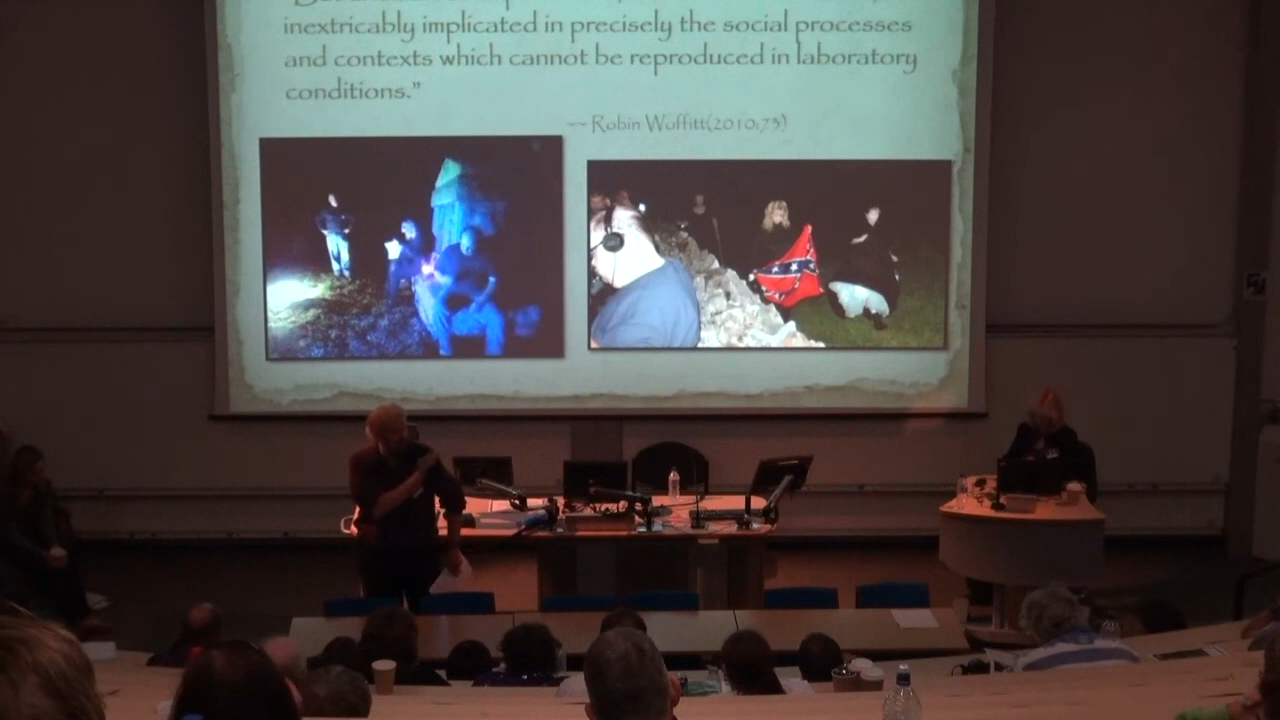 inextricably implicated in precisely the social processes
and contexts which cannot be reproduced in laboratory
conditions.”
-- Robin Woffitt(2010:73)